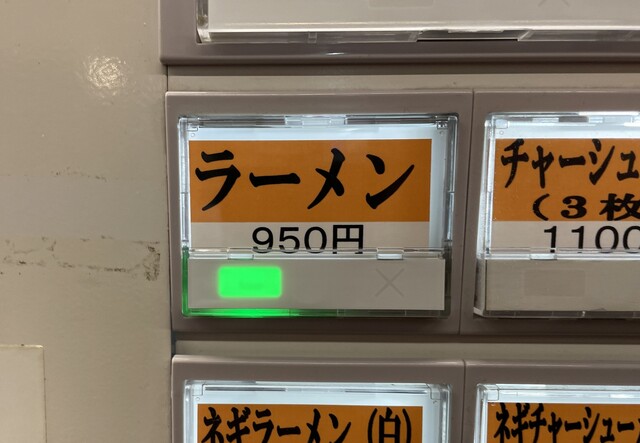 ラーメン
950円
チャーシュー
(3枚
1100
ネギラーメン(白)
ネギチャーシュー